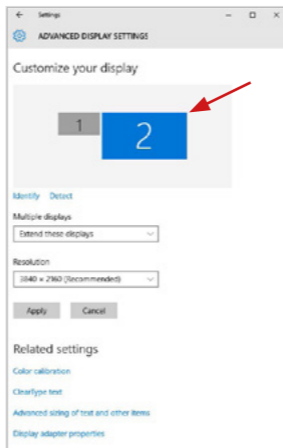 Settings
ADVANCED DISPLAY SETTINGS
Customize your display
1
2
Identify Detect
Multiple displays
Extend these displays
Resolution
3840 × 2160 (Recommended)
Apply Cancel
Related settings
Color calibration
ClearType text
Advanced sizing of text and other items
Display adapter properties